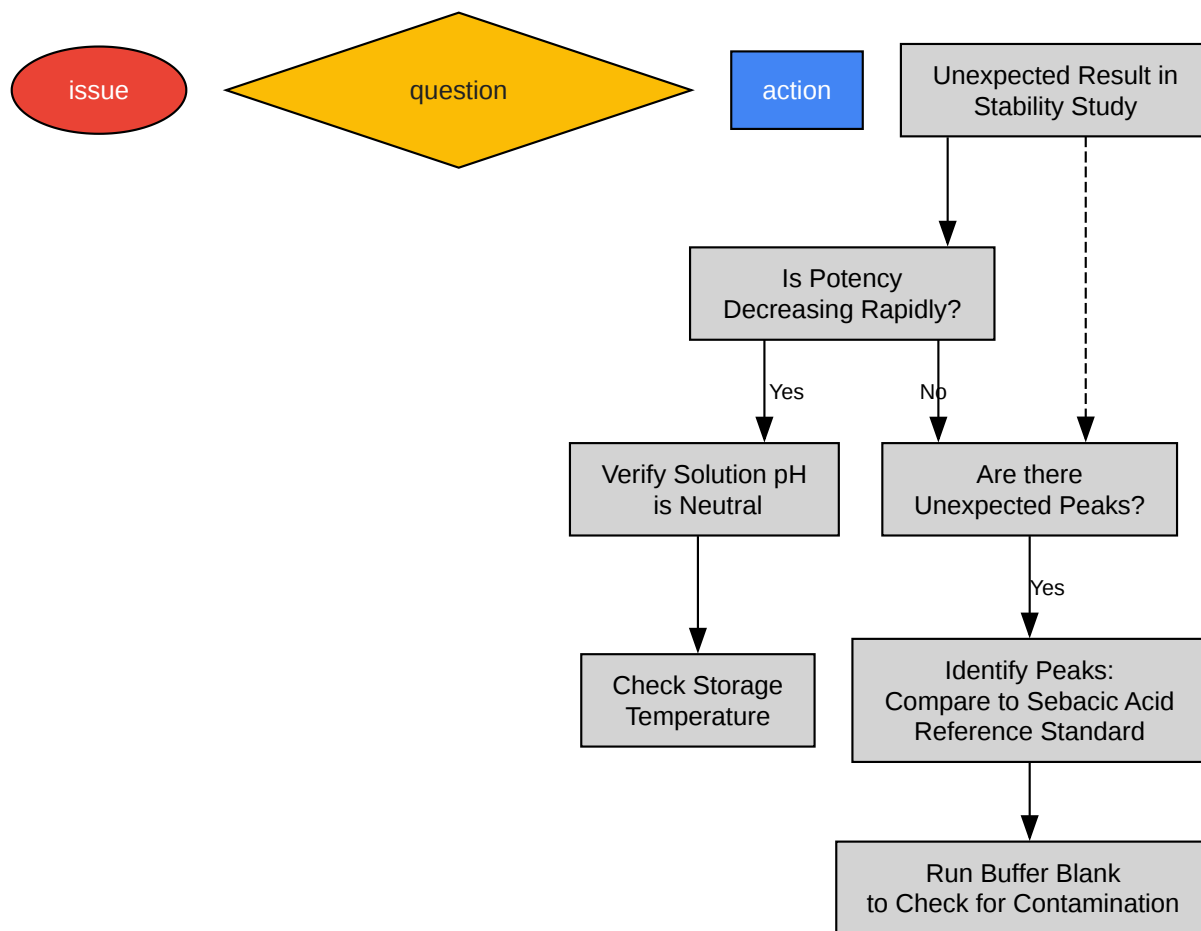 issue
question
action
Unexpected Result in
Stability Study
Is Potency
Decreasing Rapidly?
Yes
No
Verify Solution pH
is Neutral
Are there
Unexpected Peaks?
Yes
Check Storage
Temperature
Identify Peaks:
Compare to Sebacic Acid
Reference Standard
Run Buffer Blank
to Check for Contamination